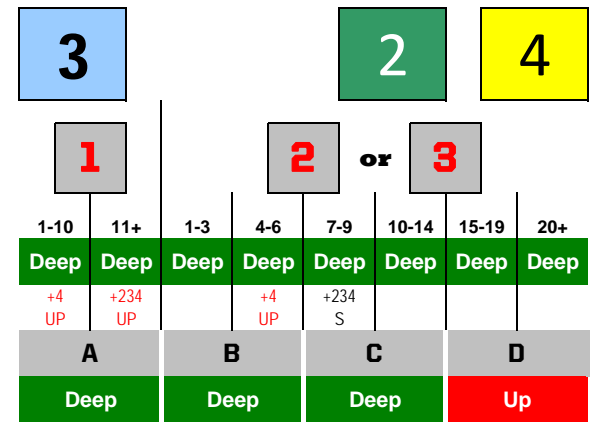 3 2 4
1 2 or 3
1-10 11+ 1-3 4-6 7-9 10-14 15-19 20+
Deep Deep Deep Deep Deep Deep Deep Deep
+4 +234 +4 +234
UP UP UP S
A B C D
Deep Deep Deep Up